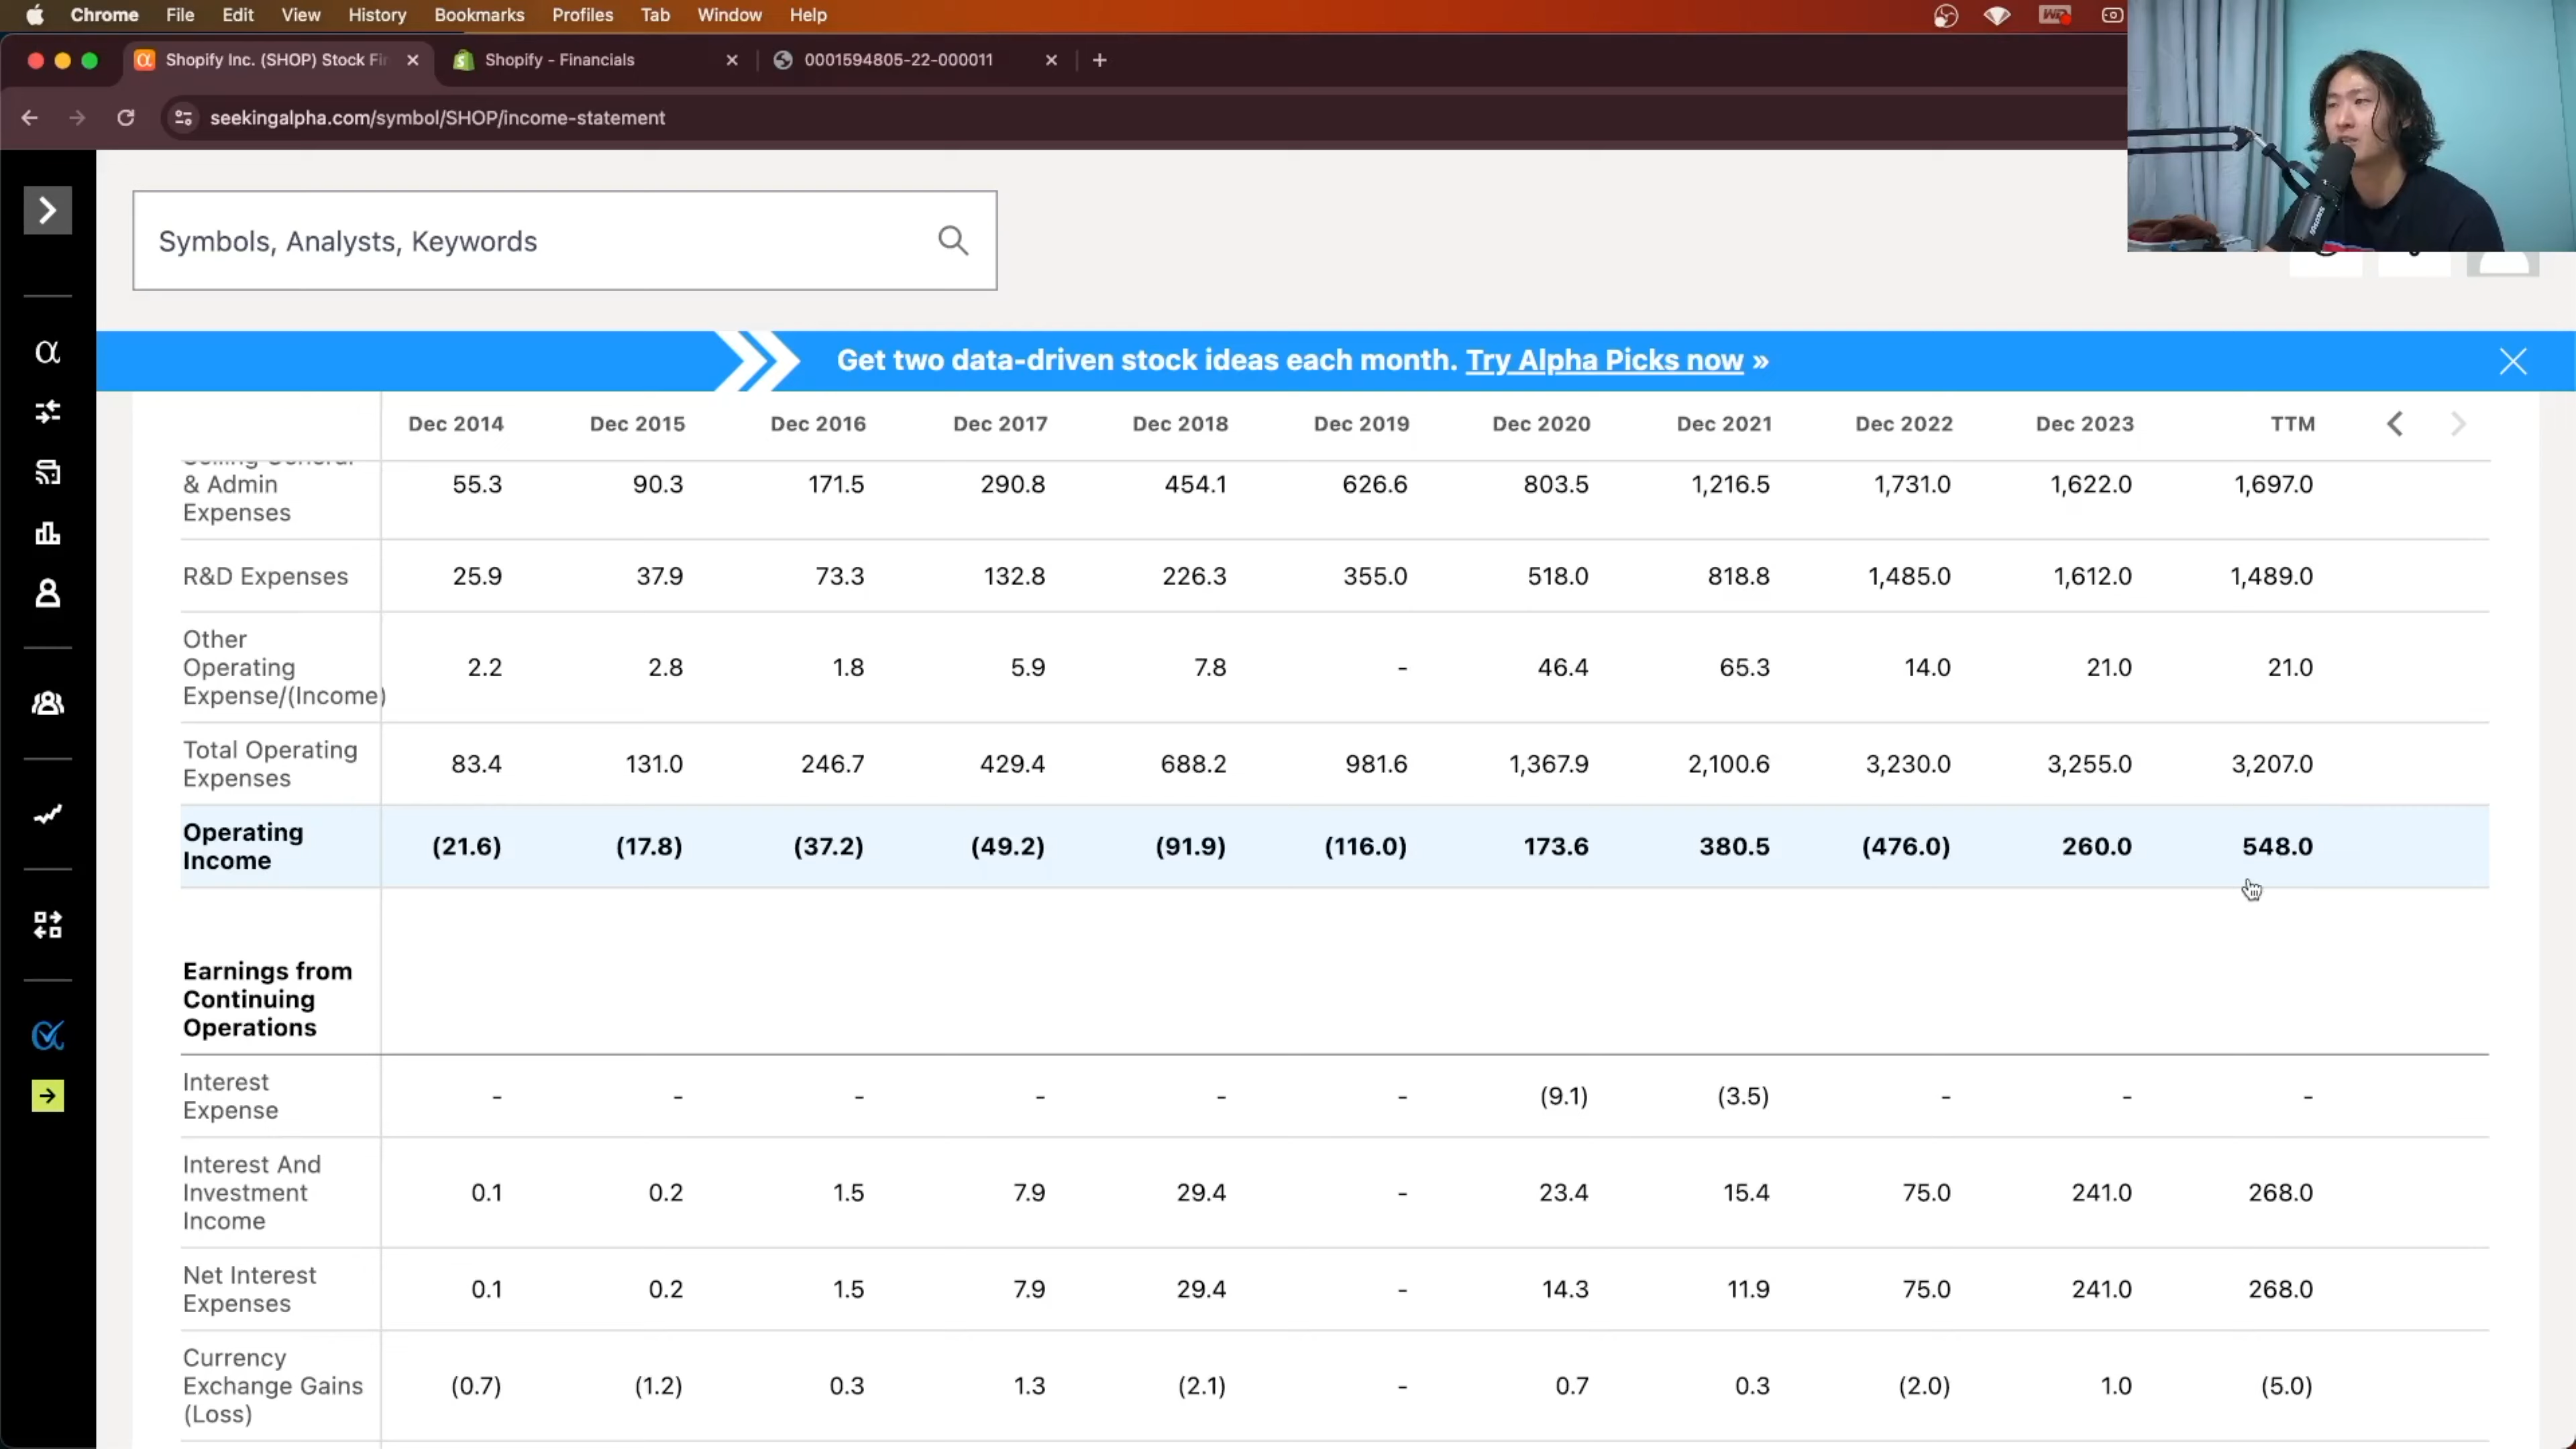 Chrome File Edit View History Bookmarks Profiles Tab Window Help
Shopify Inc. (SHOP) Stock Fi
Shopify - Financials
0001594805-22-000011
seekingalpha.com/symbol/SHOP/income-statement
Symbols, Analysts, Keywords
Get two data-driven stock ideas each month. Try Alpha Picks now »
Dec 2014 Dec 2015 Dec 2016 Dec 2017 Dec 2018 Dec 2019 Dec 2020 Dec 2021 Dec 2022 Dec 2023 TTM
Selling General
& Admin
Expenses
55.3 90.3 171.5 290.8 454.1 626.6 803.5 1,216.5 1,731.0 1,622.0 1,697.0
R&D Expenses 25.9 37.9 73.3 132.8 226.3 355.0 518.0 818.8 1,485.0 1,612.0 1,489.0
Other
Operating
Expense/(Income)
2.2 2.8 1.8 5.9 7.8 - 46.4 65.3 14.0 21.0 21.0
Total Operating
Expenses
83.4 131.0 246.7 429.4 688.2 981.6 1,367.9 2,100.6 3,230.0 3,255.0 3,207.0
Operating
Income
(21.6) (17.8) (37.2) (49.2) (91.9) (116.0) 173.6 380.5 (476.0) 260.0 548.0
Earnings from
Continuing
Operations
Interest
Expense
- - - - - - (9.1) (3.5) - - -
Interest And
Investment
Income
0.1 0.2 1.5 7.9 29.4 - 23.4 15.4 75.0 241.0 268.0
Net Interest
Expenses
0.1 0.2 1.5 7.9 29.4 - 14.3 11.9 75.0 241.0 268.0
Currency
Exchange Gains
(Loss)
(0.7) (1.2) 0.3 1.3 (2.1) - 0.7 0.3 (2.0) 1.0 (5.0)